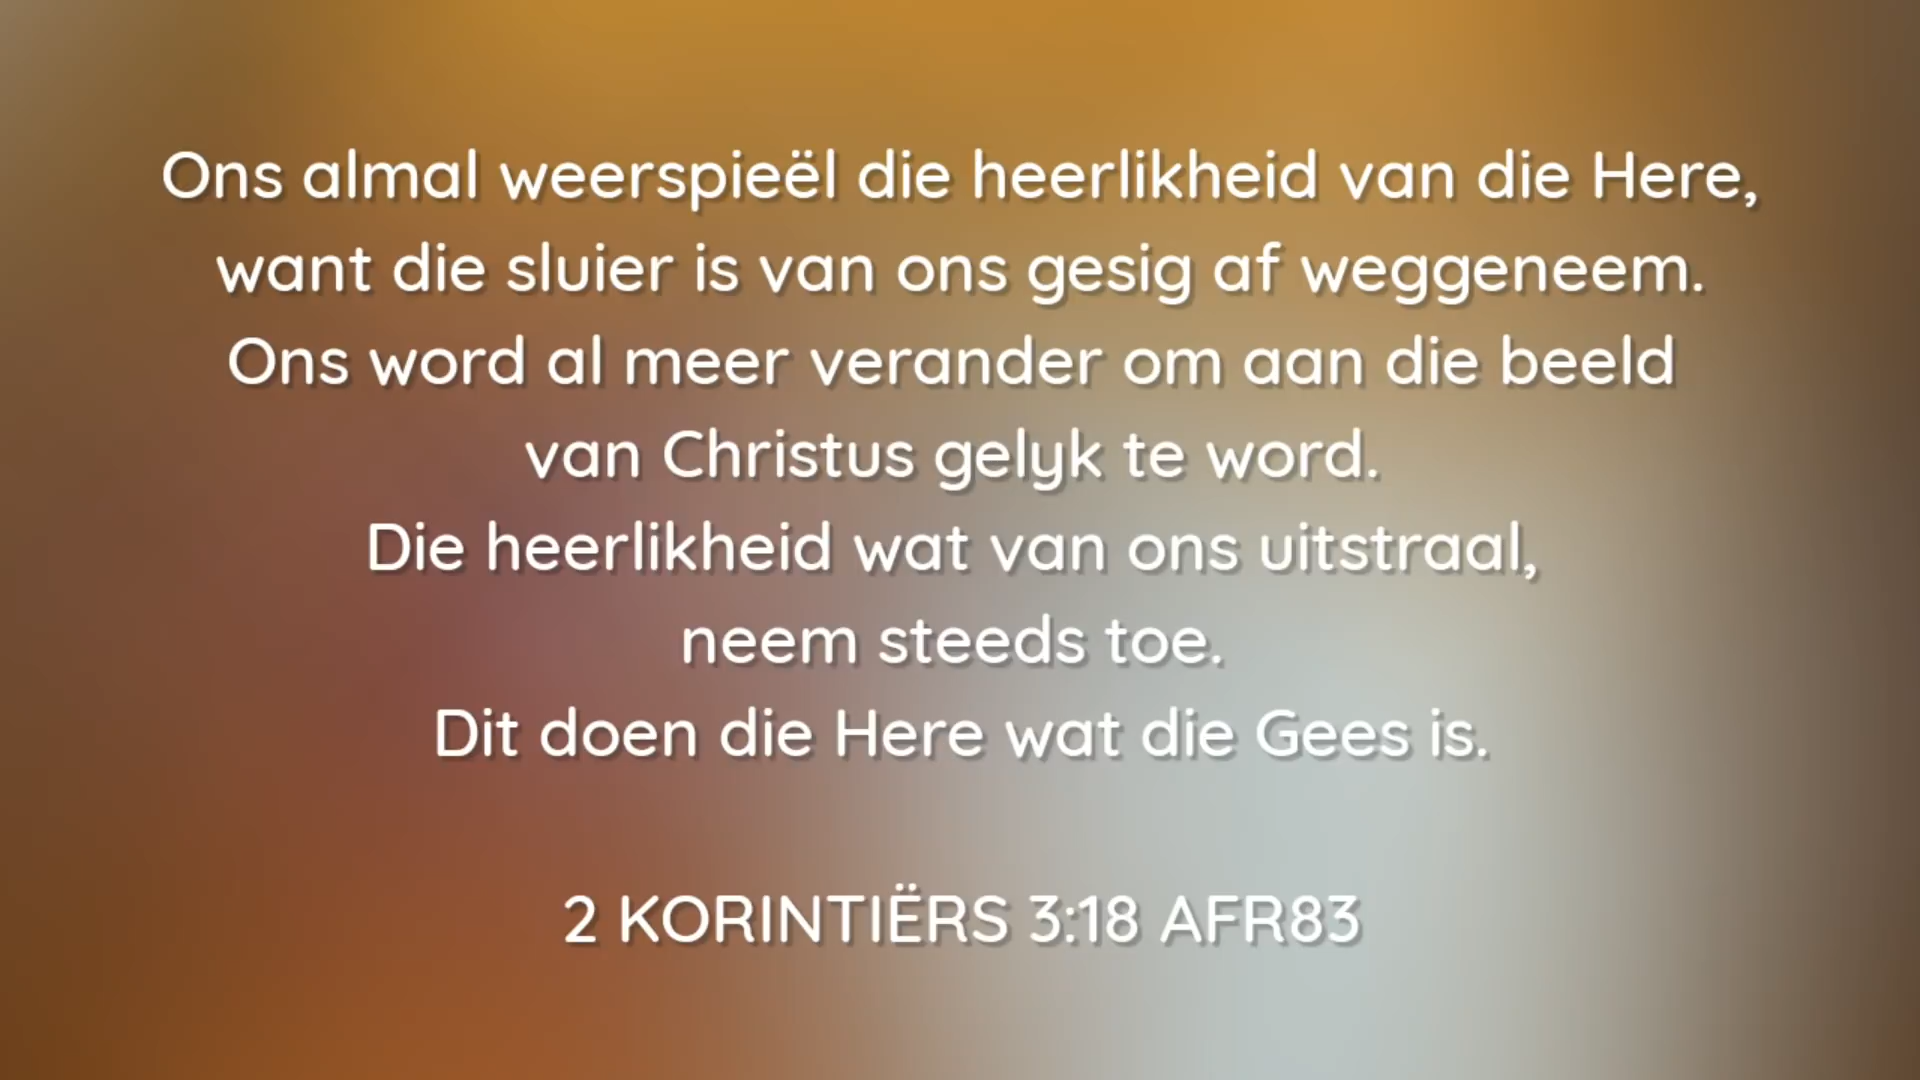 Ons almal weerspieël die heerlikheid van die Here,
want die sluier is van ons gesig af weggeneem.
Ons word al meer verander om aan die beeld
van Christus gelyk te word.
Die heerlikheid wat van ons uitstraal,
neem steeds toe.
Dit doen die Here wat die Gees is.
2 KORINTIËRS 3:18 AFR83